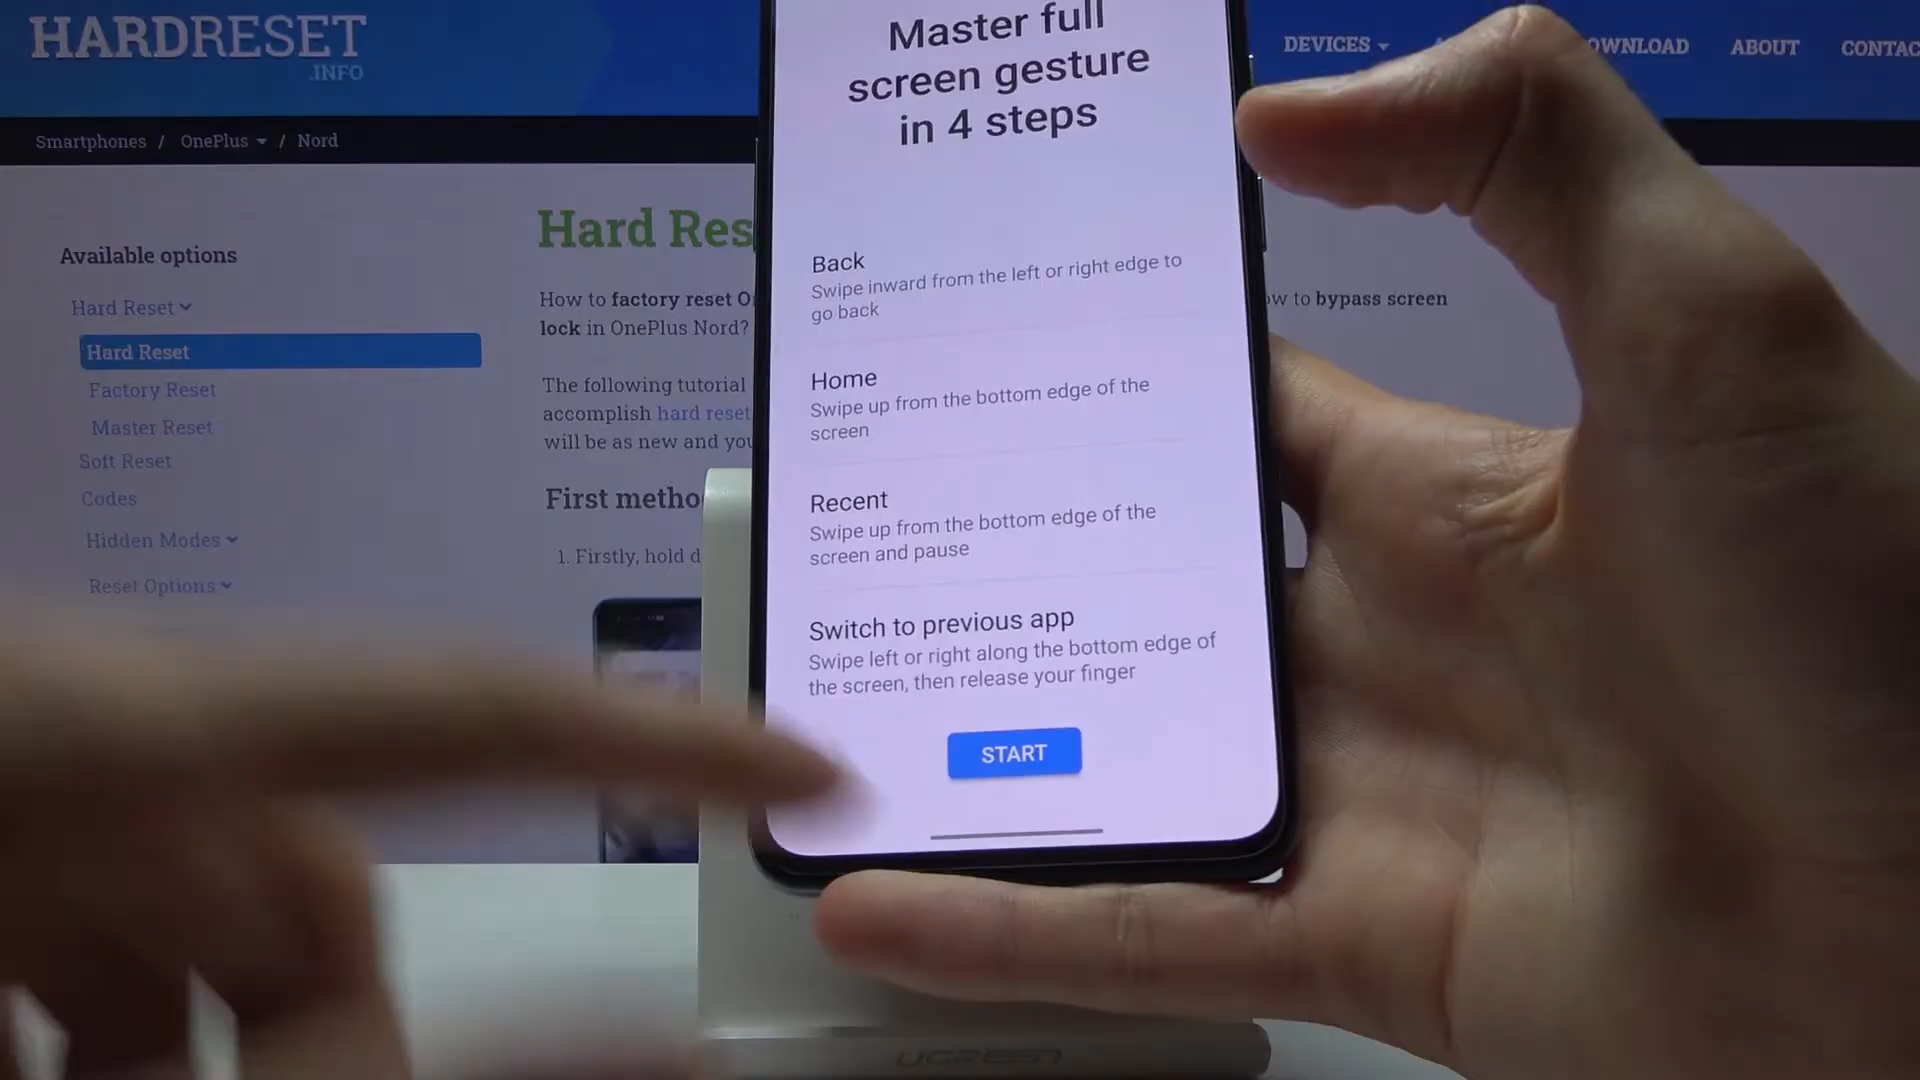 HARDRESET
.INFO
DEVICES
OWNLOAD
ABOUT
CONTAC
Smartphones / OnePlus / Nord
Available options
Hard Reset
Hard Reset
Factory Reset
Master Reset
Soft Reset
Codes
Hidden Modes
Reset Options
Hard Res
How to factory reset O
ow to bypass screen
lock in OnePlus Nord?
The following tutorial
accomplish hard reset
will be as new and you
First metho
1. Firstly, hold d
Master full
screen gesture
in 4 steps
Back
Swipe inward from the left or right edge to
go back
Home
Swipe up from the bottom edge of the
screen
Recent
Swipe up from the bottom edge of the
screen and pause
Switch to previous app
Swipe left or right along the bottom edge of
the screen, then release your finger
START
UGREEN